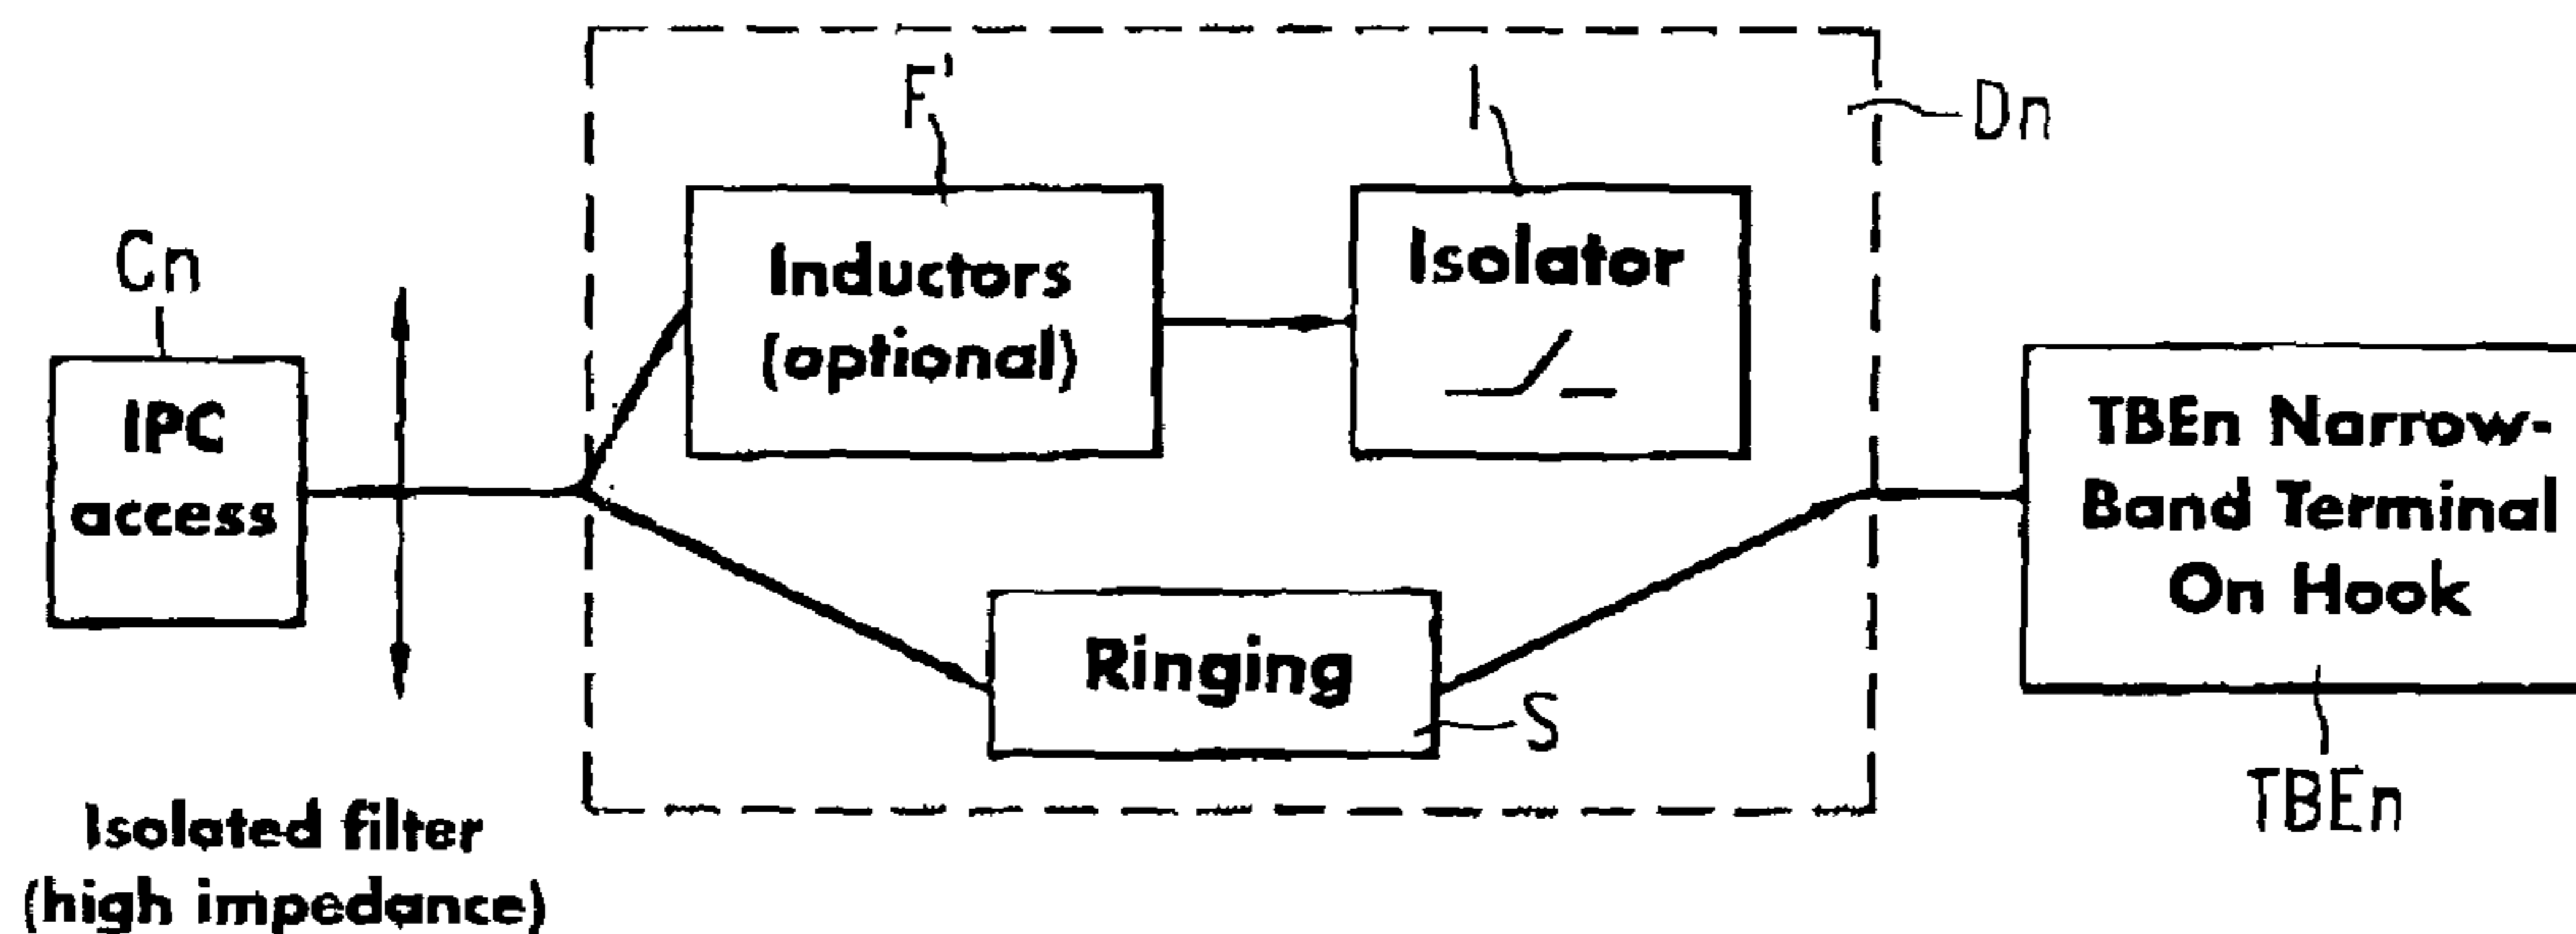 F'
I
Dn
Cn
Inductors
(optional)
Isolator
IPC
access
TBEn Narrow-
Band Terminal
On Hook
Ringing
S
TBEn
Isolated filter
(high impedance)